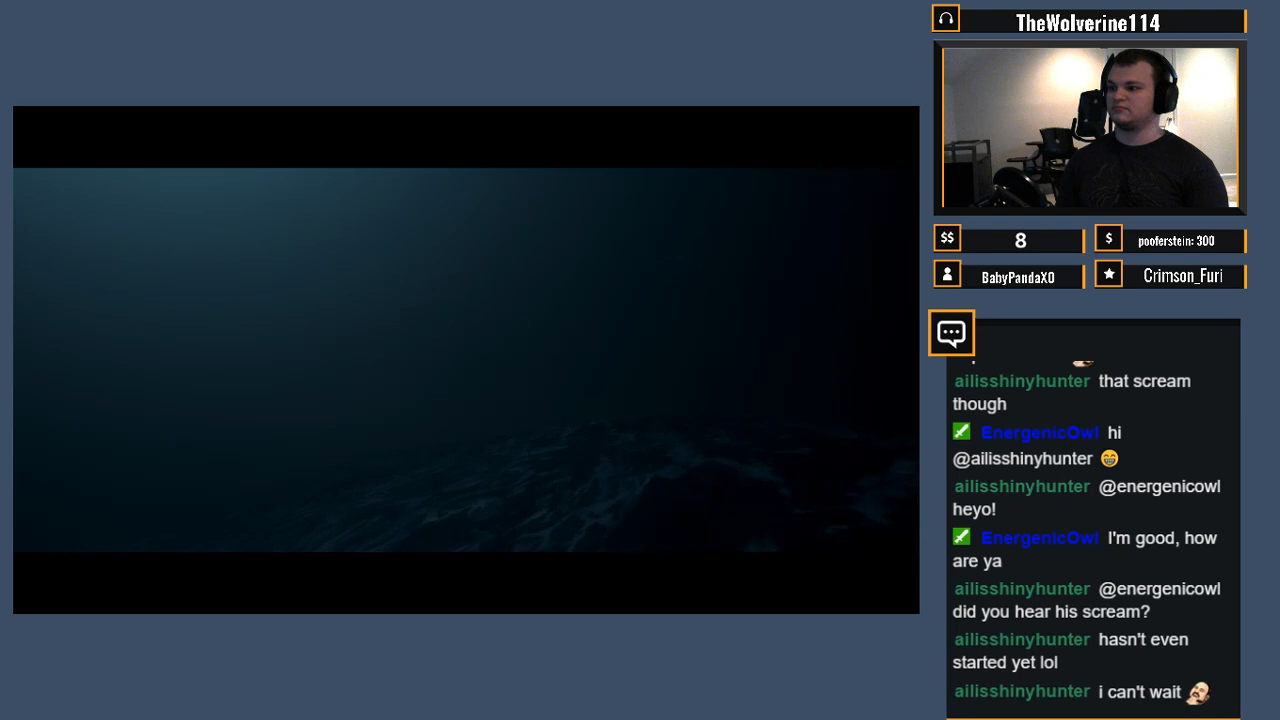 TheWolverine114
$$
8
$
pooferstein: 300
BabyPandaXO
Crimson_Furi
ailisshinyhunter that scream
though
EnergenicOwl hi
@ailisshinyhunter 😁
ailisshinyhunter @energenicowl
heyo!
EnergenicOwl I'm good, how
are ya
ailisshinyhunter @energenicowl
did you hear his scream?
ailisshinyhunter hasn't even
started yet lol
ailisshinyhunter i can't wait